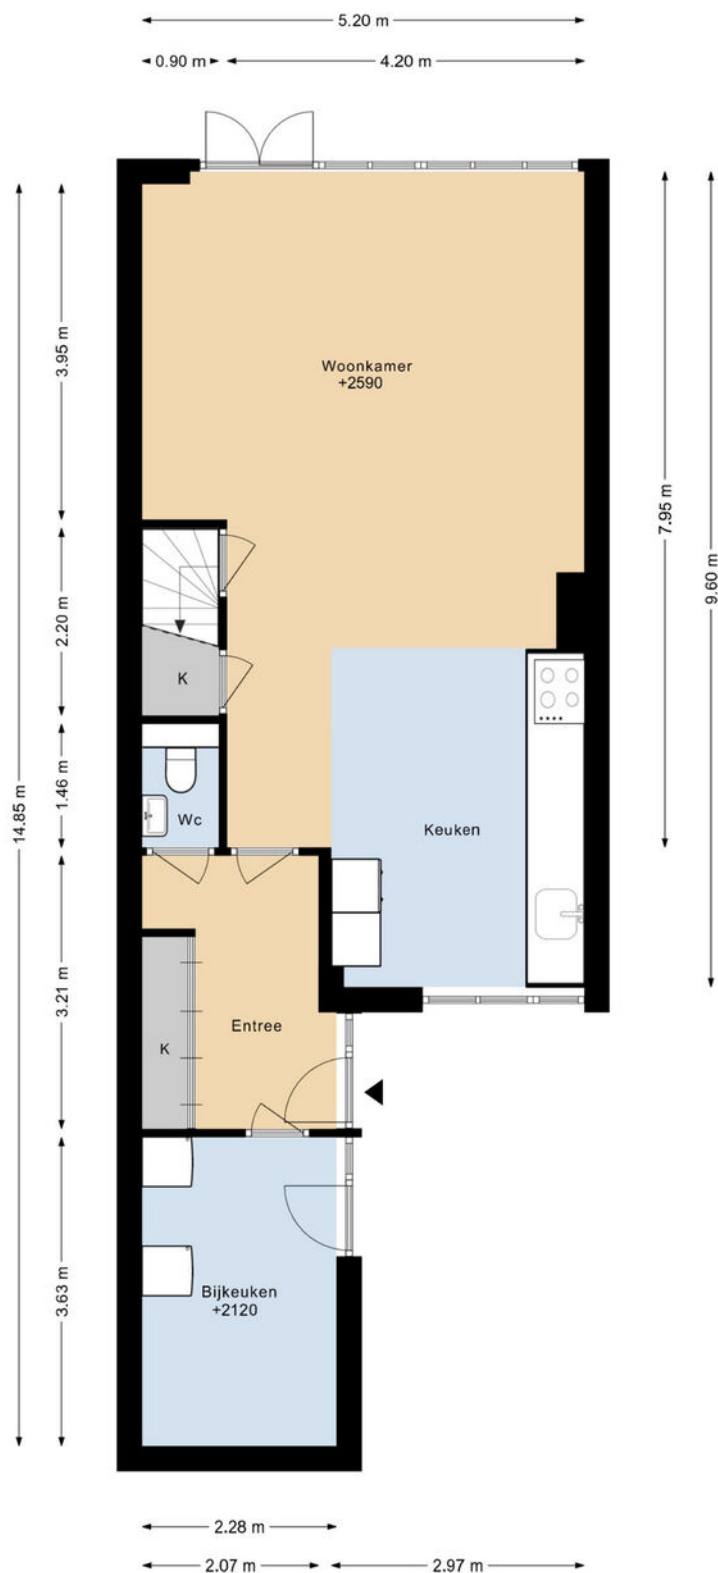 5.20 m
0.90 m
4.20 m
3.95 m
Woonkamer
+2590
7.95 m
9.60 m
2.20 m
K
1.46 m
14.85 m
Wc
Keuken
3.21 m
Entree
K
3.63 m
Bijkeuken
+2120
2.28 m
2.07 m
2.97 m